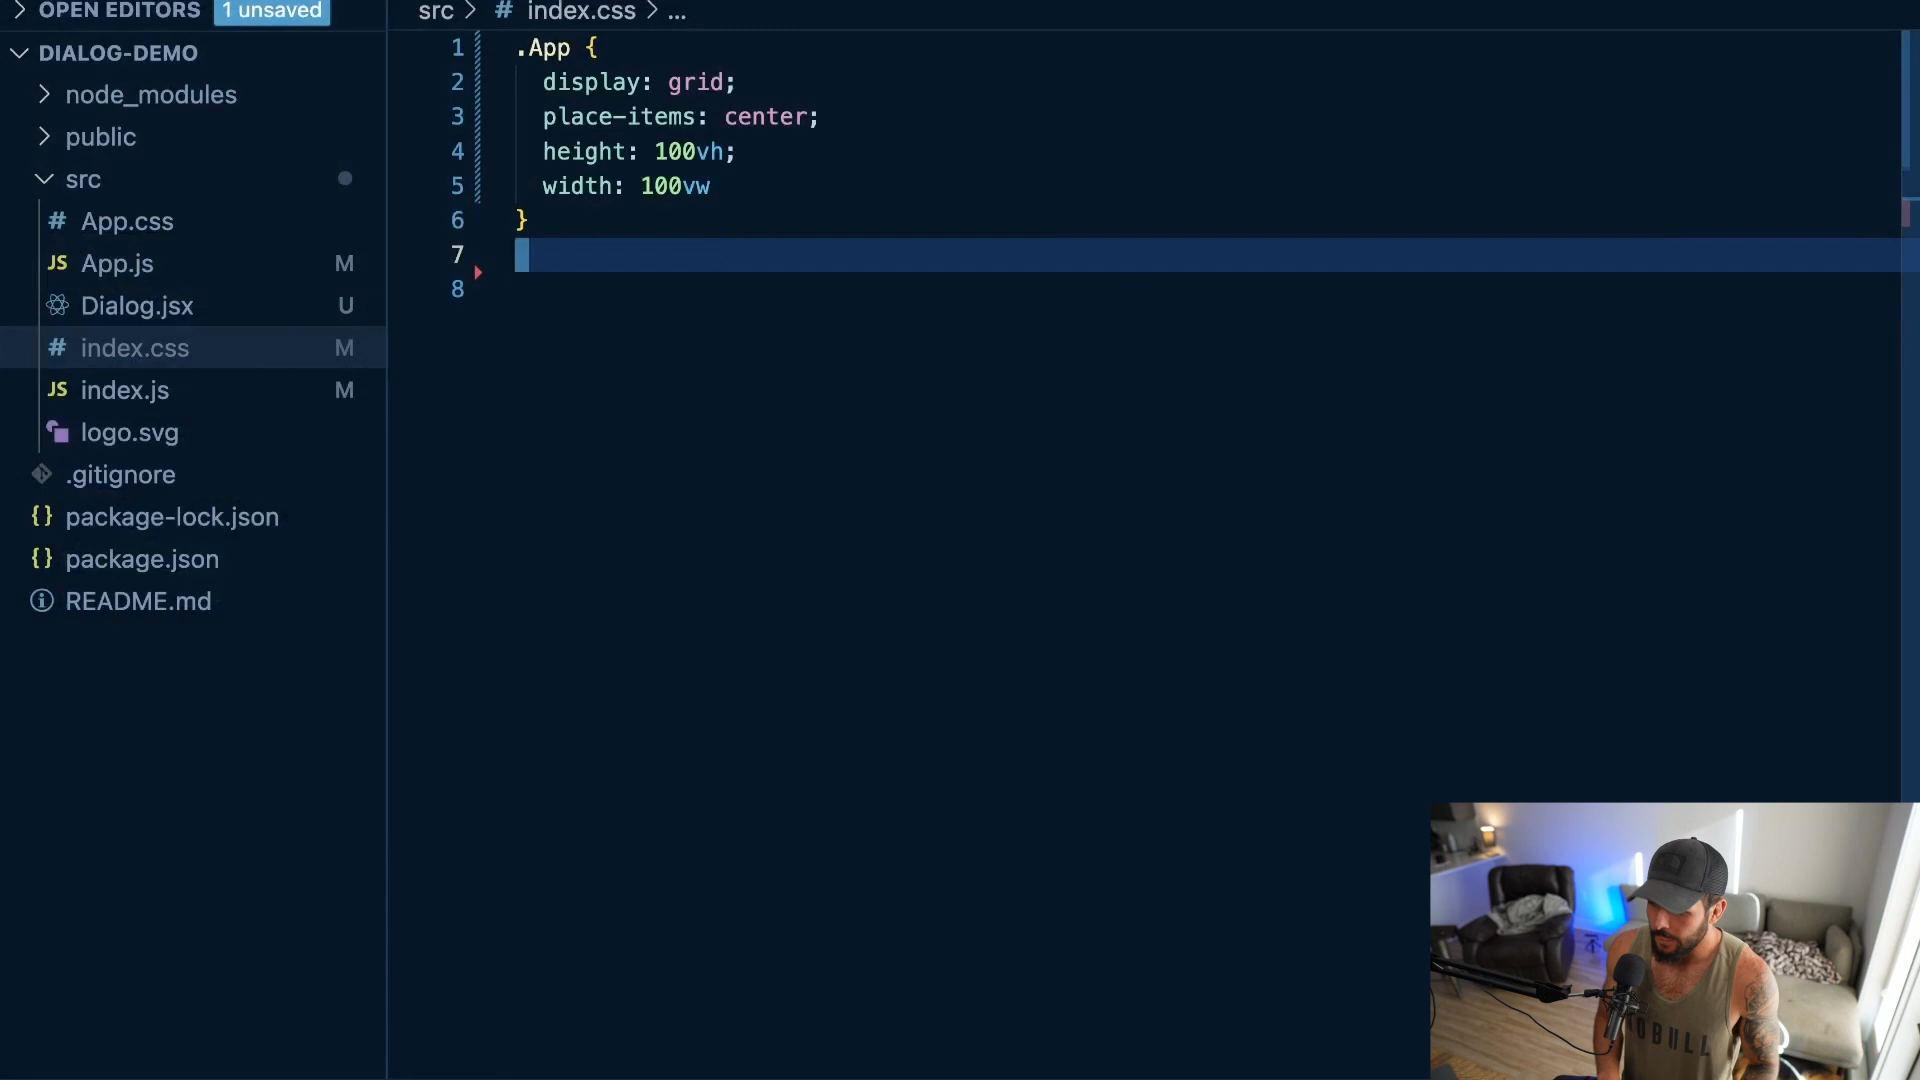 OPEN EDITORS 1 unsaved
DIALOG-DEMO
node_modules
public
src
# App.css
JS App.js M
Dialog.jsx U
# index.css M
JS index.js M
logo.svg
.gitignore
{} package-lock.json
{} package.json
README.md
src > # index.css > ...
1 .App {
2 display: grid;
3 place-items: center;
4 height: 100vh;
5 width: 100vw
6 }
7
8